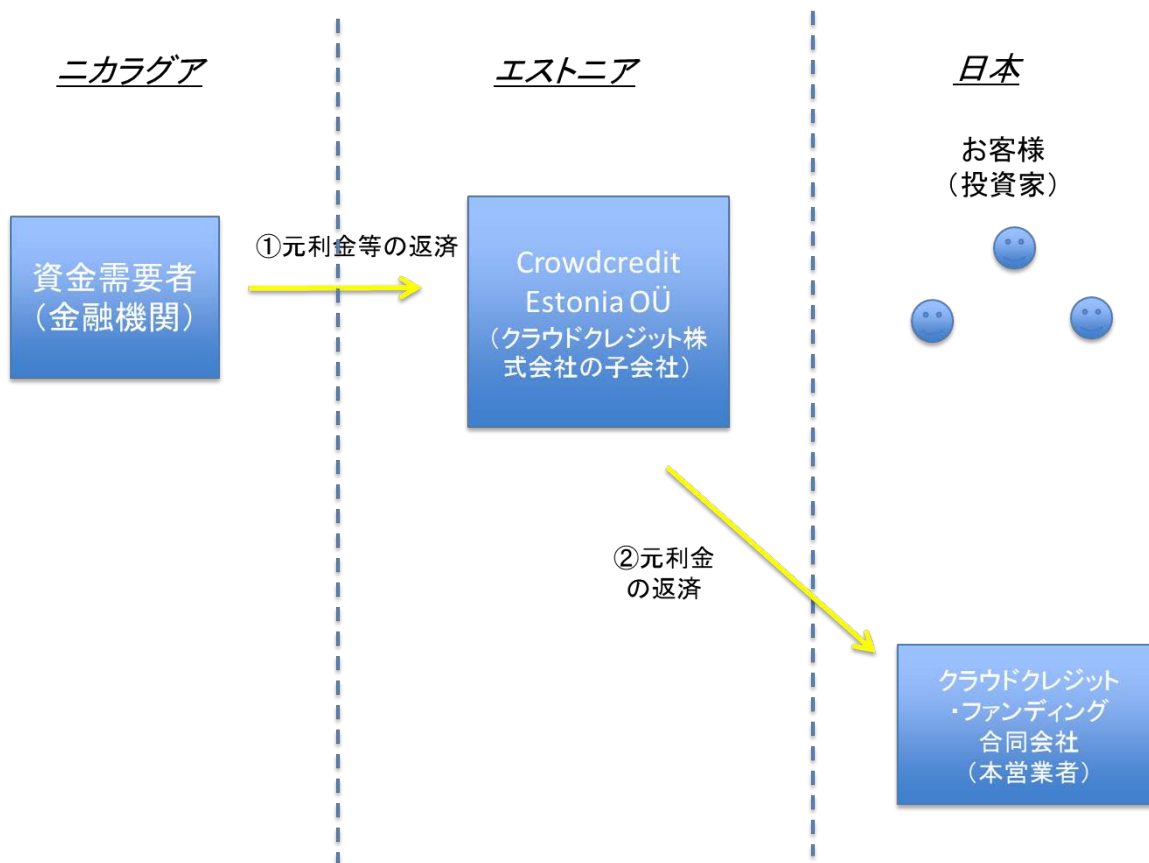 ニカラグア
エストニア
日本
お客様
（投資家）
資金需要者
（金融機関）
①元利金等の返済
Crowdcredit
Estonia OÜ
（クラウドクレジット株
式会社の子会社）
②元利金
の返済
クラウドクレジット
・ファンディング
合同会社
（本営業者）